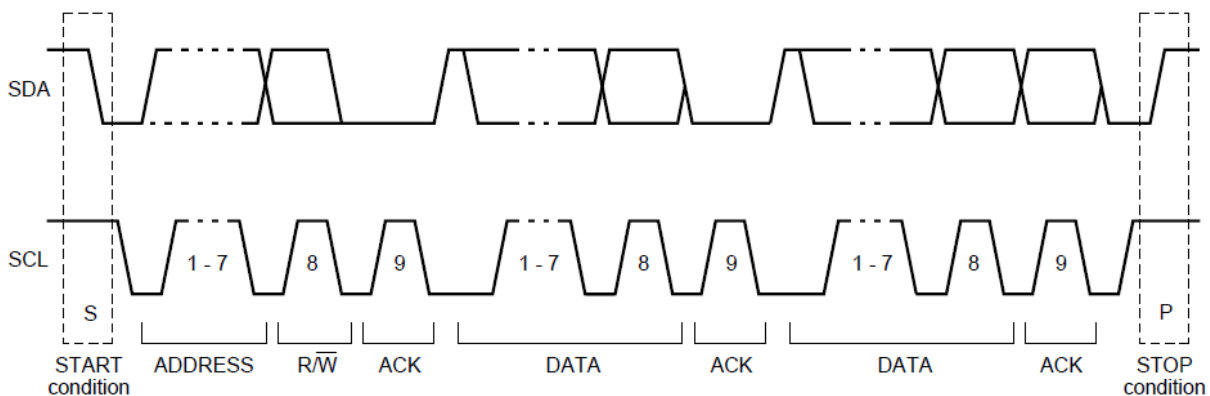 SDA
SCL
1 - 7 8 9 1 - 7 8 9 1 - 7 8 9
S P
START ADDRESS R/W̅ ACK DATA ACK DATA ACK STOP
condition condition